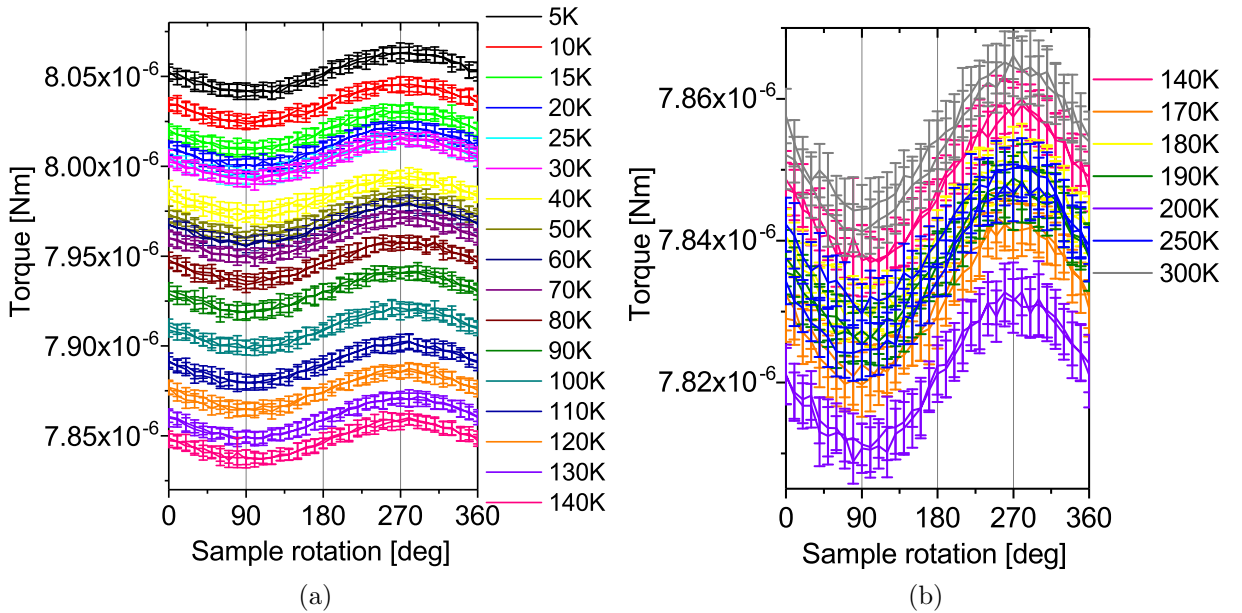 Torque [Nm]
8.05x10⁻⁶
8.00x10⁻⁶
7.95x10⁻⁶
7.90x10⁻⁶
7.85x10⁻⁶
0 90 180 270 360
Sample rotation [deg]
5K
10K
15K
20K
25K
30K
40K
50K
60K
70K
80K
90K
100K
110K
120K
130K
140K
(a)
Torque [Nm]
7.86x10⁻⁶
7.84x10⁻⁶
7.82x10⁻⁶
0 90 180 270 360
Sample rotation [deg]
140K
170K
180K
190K
200K
250K
300K
(b)